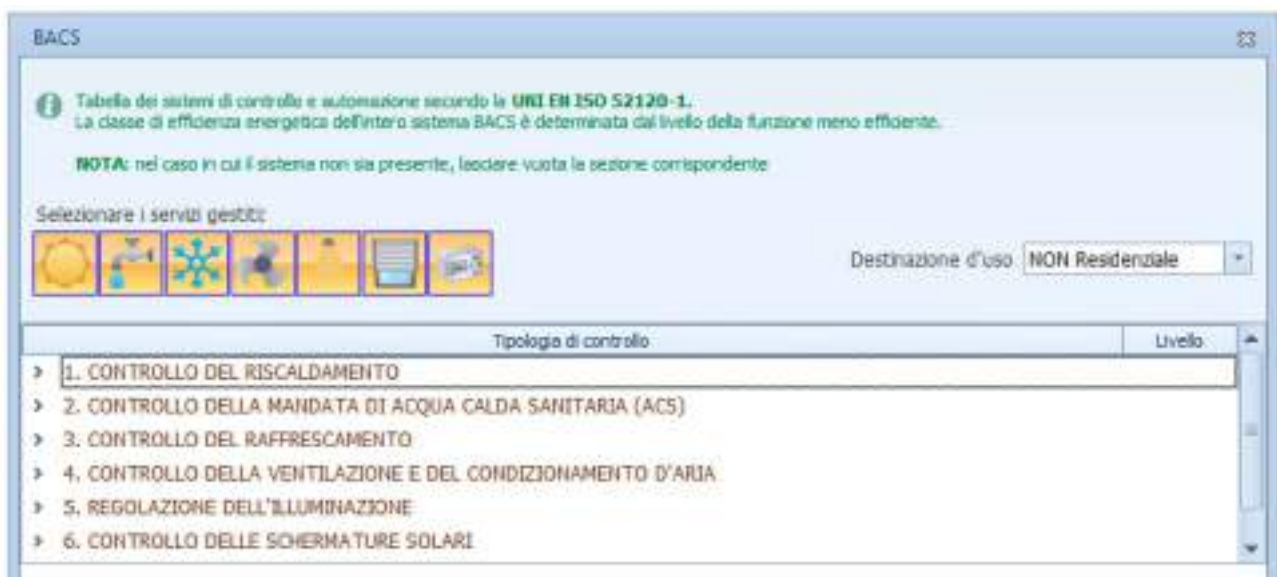 BACS
Tabella dei sistemi di controllo e automazione secondo la UNI EN ISO 52120-1.
La classe di efficienza energetica dell'intero sistema BACS è determinata dal livello della funzione meno efficiente.
NOTA: nel caso in cui il sistema non sia presente, lasciare vuota la sezione corrispondente
Selezionare i servizi gestiti:
Destinazione d'uso NON Residenziale
Tipologia di controllo Livello
1. CONTROLLO DEL RISCALDAMENTO
2. CONTROLLO DELLA MANDATA DI ACQUA CALDA SANITARIA (ACS)
3. CONTROLLO DEL RAFFRESCAMENTO
4. CONTROLLO DELLA VENTILAZIONE E DEL CONDIZIONAMENTO D'ARIA
5. REGOLAZIONE DELL'ILLUMINAZIONE
6. CONTROLLO DELLE SCHERMATURE SOLARI